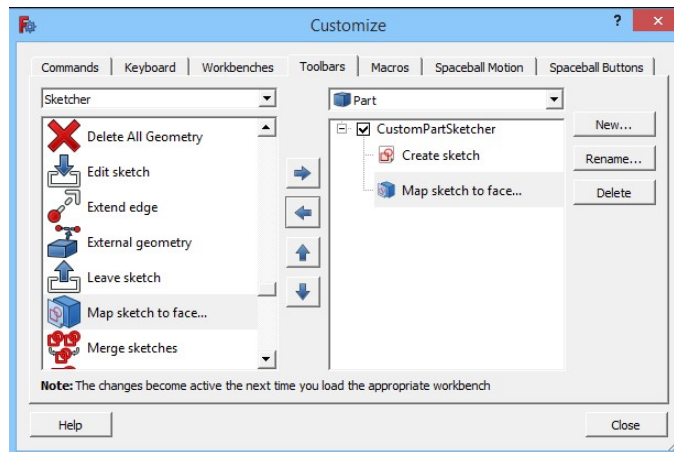 Customize
?
Commands Keyboard Workbenches Toolbars Macros Spaceball Motion Spaceball Buttons
Sketcher
Part
Delete All Geometry
Edit sketch
Extend edge
External geometry
Leave sketch
Map sketch to face...
Merge sketches
CustomPartSketcher
Create sketch
Map sketch to face...
New...
Rename...
Delete
Note: The changes become active the next time you load the appropriate workbench
Help
Close